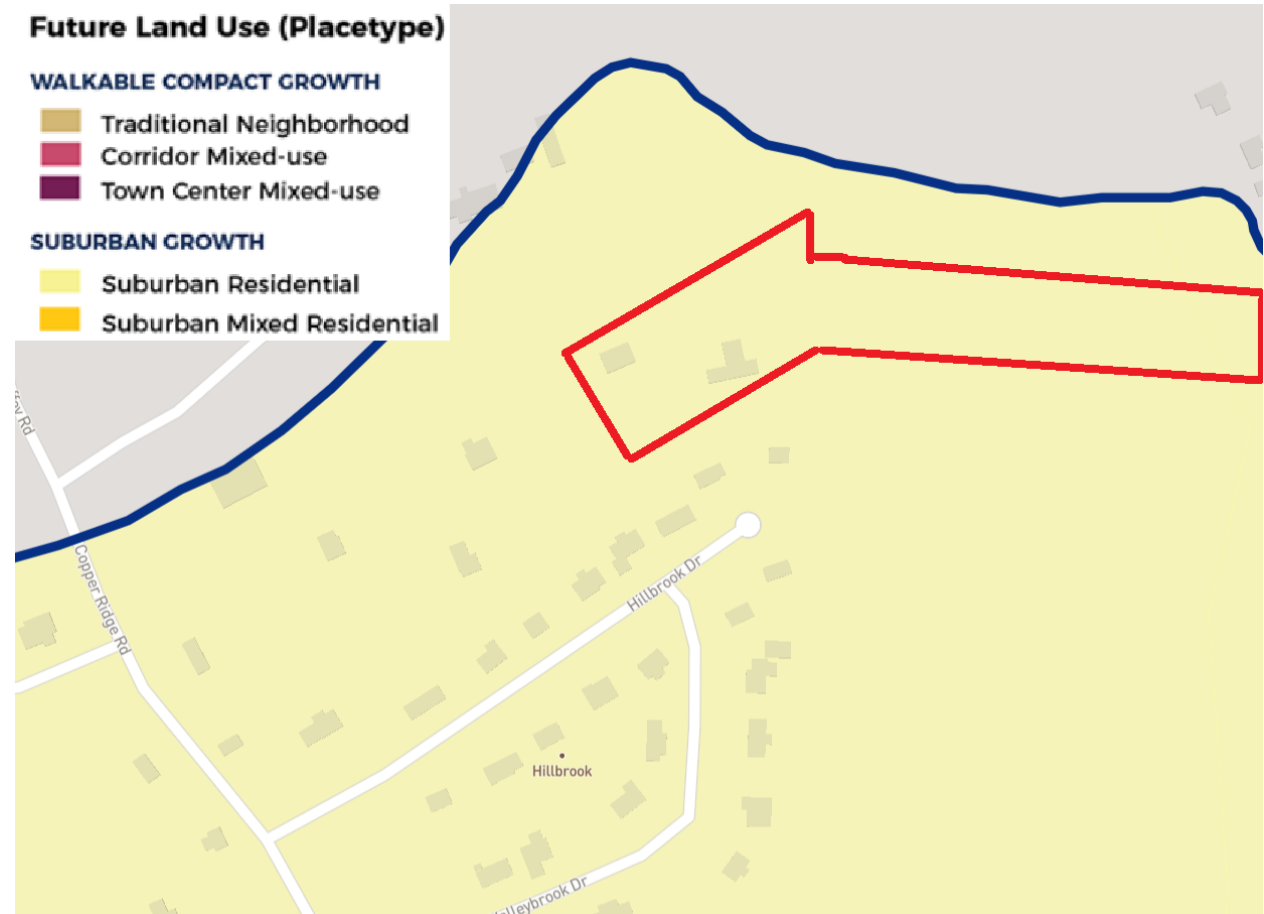 Future Land Use (Placetype)
WALKABLE COMPACT GROWTH
Traditional Neighborhood
Corridor Mixed-use
Town Center Mixed-use
SUBURBAN GROWTH
Suburban Residential
Suburban Mixed Residential
Rd
Copper Ridge Rd
Hillbrook Dr
Hillbrook
Dr